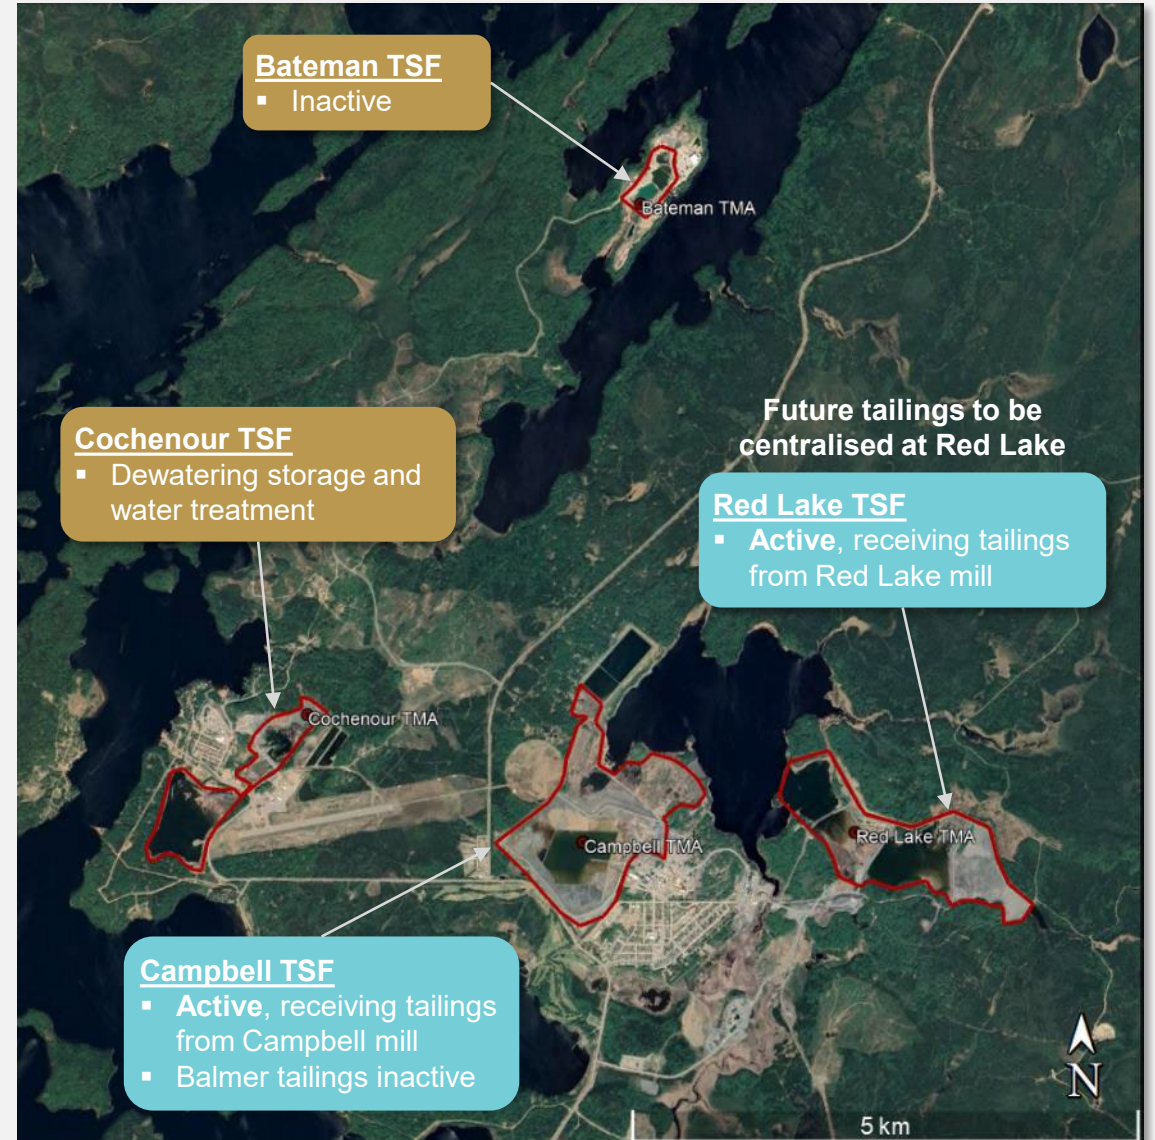 Bateman TSF
▪ Inactive
Bateman TMA
Future tailings to be
centralised at Red Lake
Cochenour TSF
▪ Dewatering storage and
water treatment
Red Lake TSF
▪ Active, receiving tailings
from Red Lake mill
Cochenour TMA
Campbell TMA
Red Lake TMA
Campbell TSF
▪ Active, receiving tailings
from Campbell mill
▪ Balmer tailings inactive
N
5 km